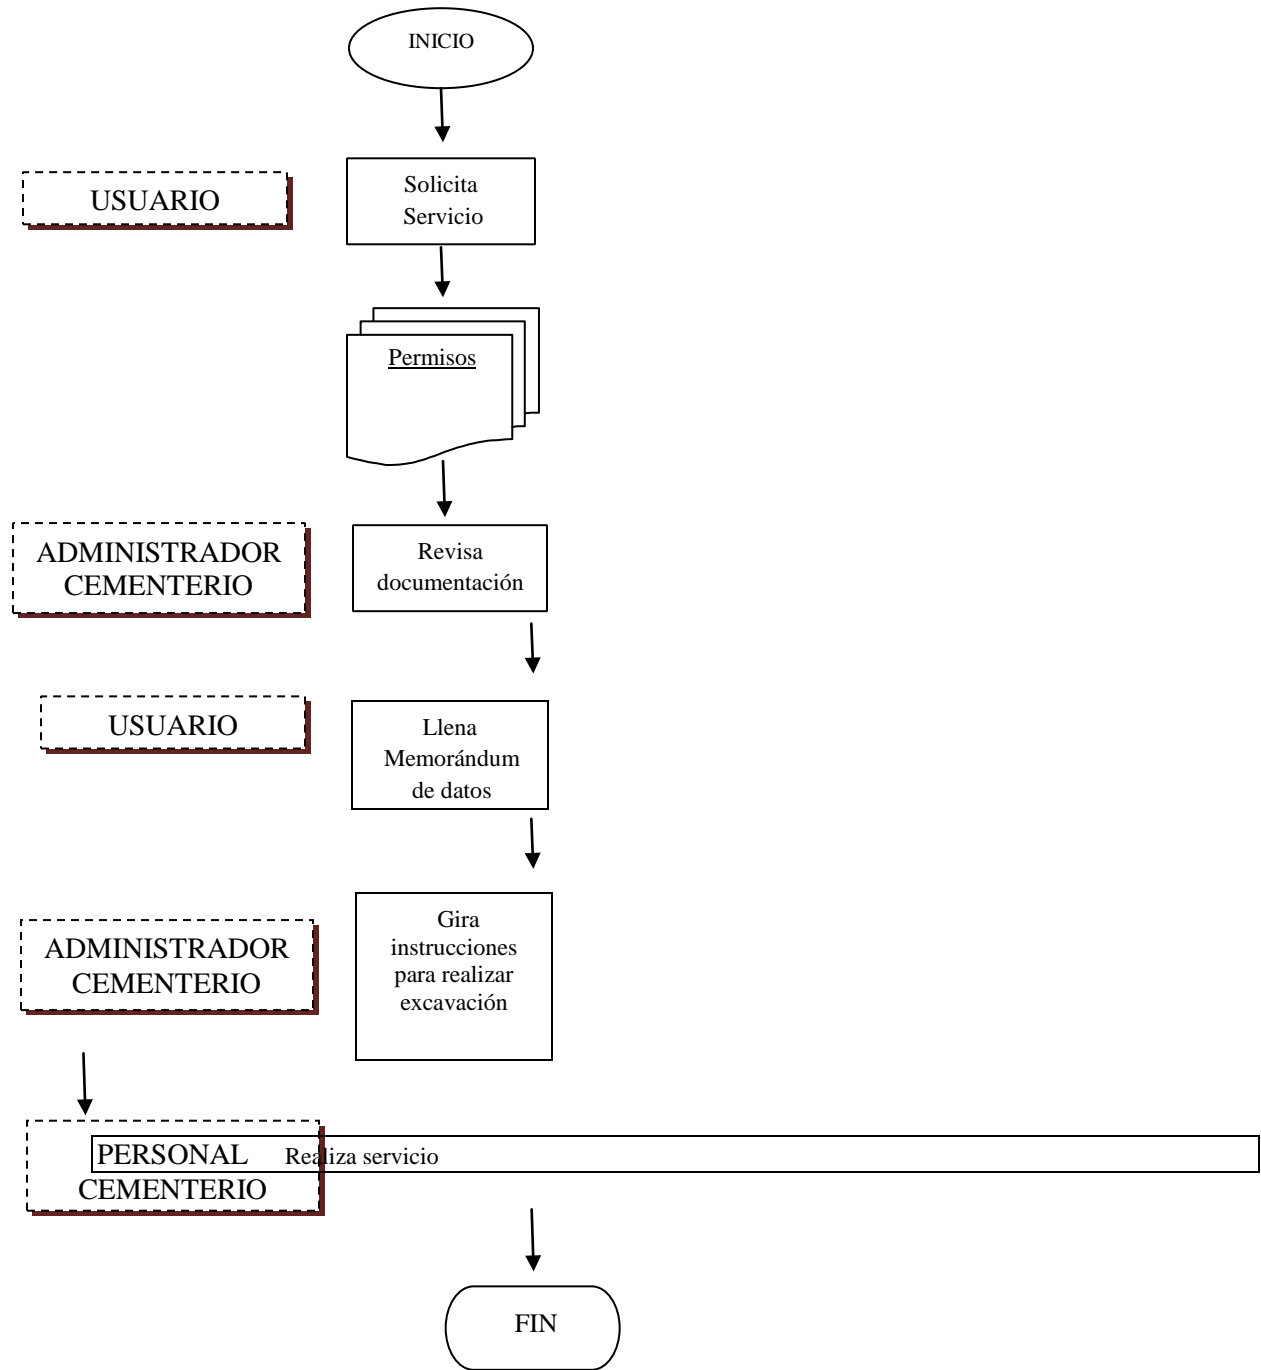 INICIO
USUARIO
Solicita
Servicio
Permisos
ADMINISTRADOR
CEMENTERIO
Revisa
documentación
USUARIO
Llena
Memorándum
de datos
ADMINISTRADOR
CEMENTERIO
Gira
instrucciones
para realizar
excavación
PERSONAL
CEMENTERIO
Realiza servicio
FIN